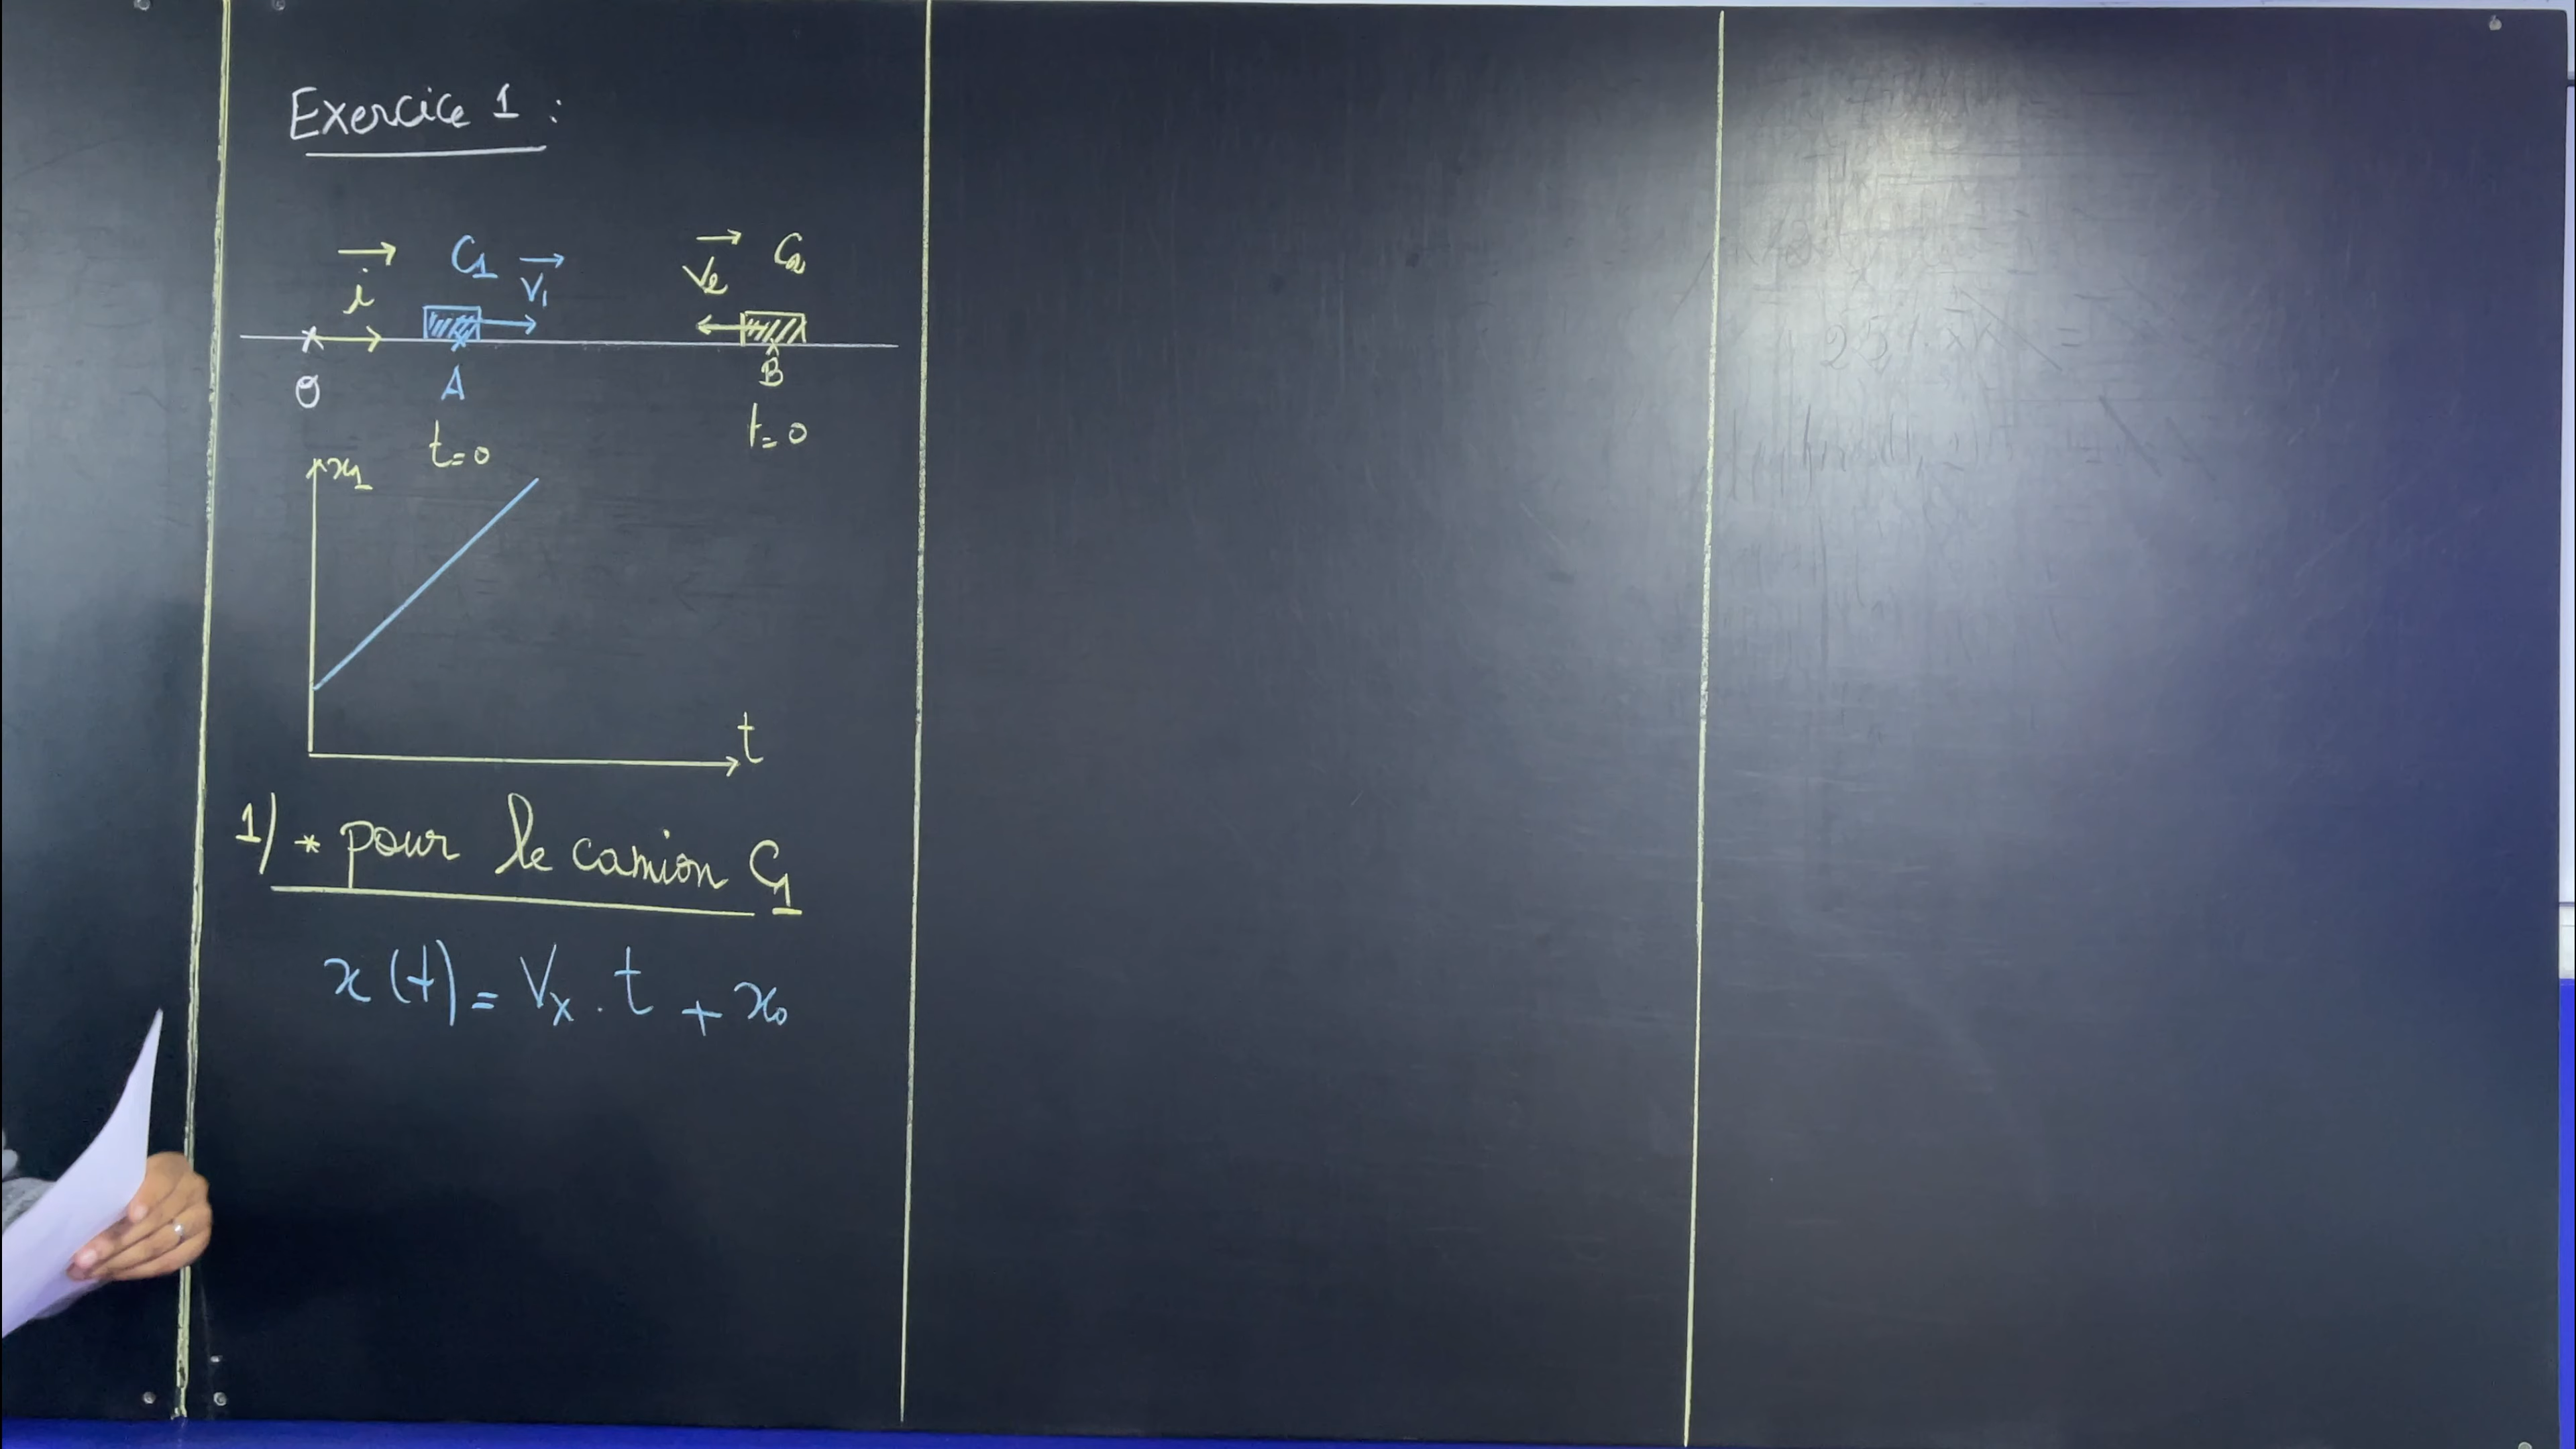 Exercice 1 :
i C1 V1 V2 C2
O A B
t=0 t=0
x1
t
1) * pour le camion C1
x(t) = Vx . t + x0